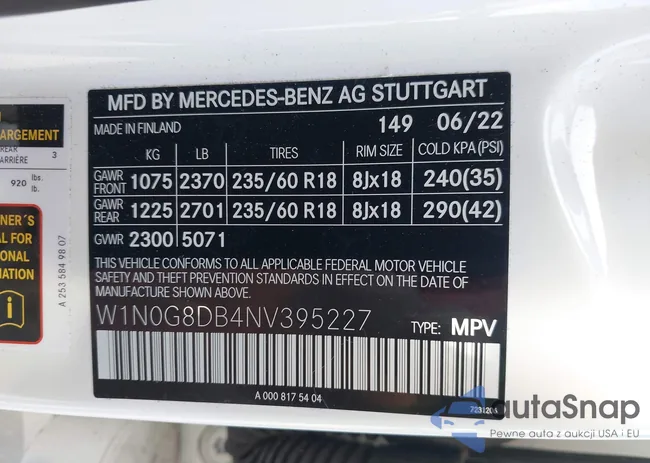 MFD BY MERCEDES-BENZ AG STUTTGART
MADE IN FINLAND 149 06/22
KG LB TIRES RIM SIZE COLD KPA(PSI)
GAWR FRONT 1075 2370 235/60 R18 8Jx18 240(35)
GAWR REAR 1225 2701 235/60 R18 8Jx18 290(42)
GVWR 2300 5071
THIS VEHICLE CONFORMS TO ALL APPLICABLE FEDERAL MOTOR VEHICLE
SAFETY AND THEFT PREVENTION STANDARDS IN EFFECT ON THE DATE OF
MANUFACTURE SHOWN ABOVE.
W1N0G8DB4NV395227 TYPE: MPV
A 000 817 54 04
ARGEMENT
REAR
ARRIÈRE 3
920 lbs.
lb.
NER´S
AL FOR
ONAL
MATION
i
A 253 584 98 07
autaSnap
Pewne auta z aukcji USA i EU